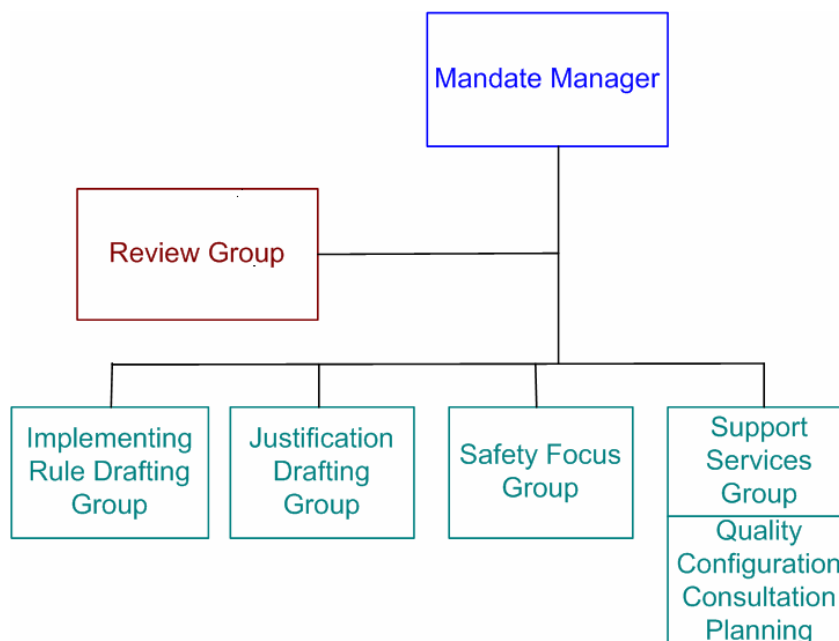 Mandate Manager
Review Group
Implementing
Rule Drafting
Group
Justification
Drafting
Group
Safety Focus
Group
Support
Services
Group
Quality
Configuration
Consultation
Planning